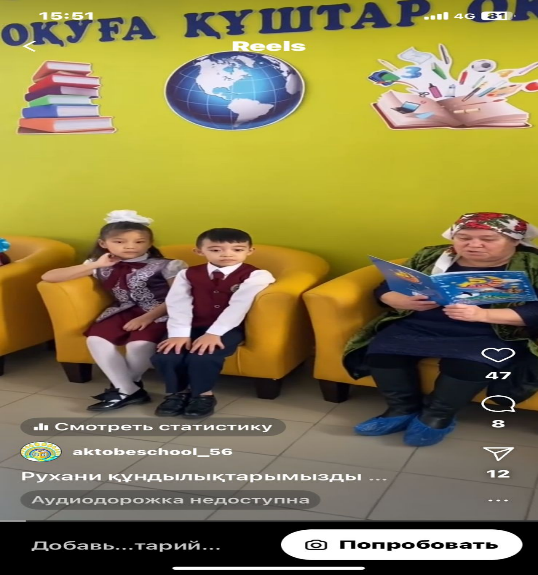 15:51
4G 81
ОҚУҒА ҚҰШТАР
Reels
47
8
Смотреть статистику
aktobeschool_56
12
Рухани құндылықтарымызды ...
Аудиодорожка недоступна
Добавь...тарий...
Попробовать